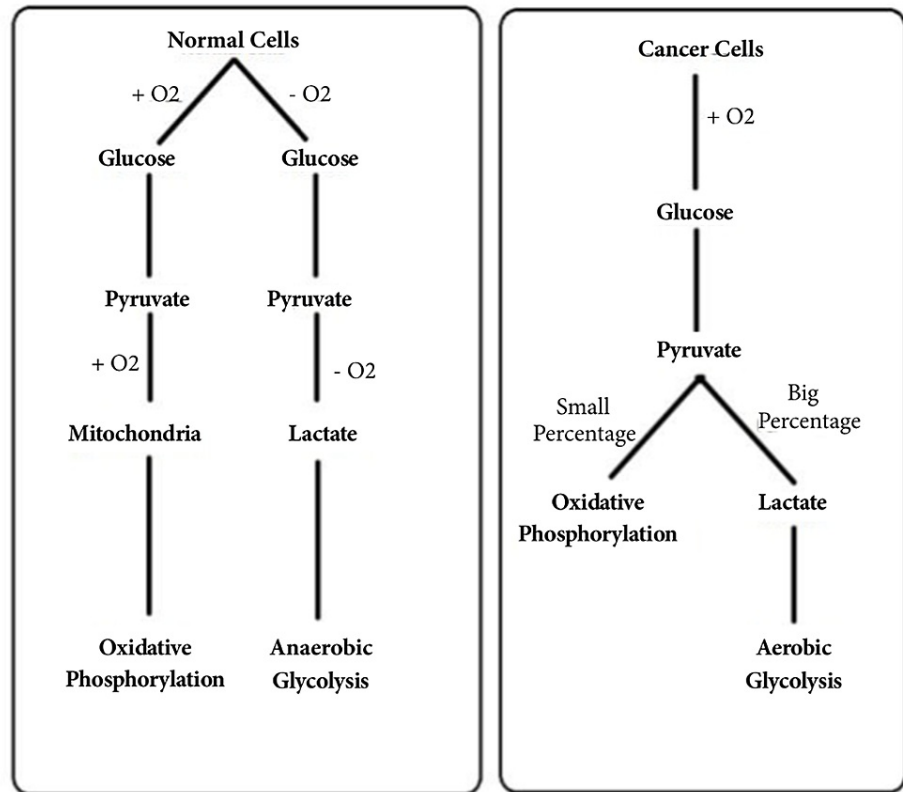 Normal Cells
+ O2
- O2
Glucose
Glucose
Pyruvate
Pyruvate
+ O2
- O2
Mitochondria
Lactate
Oxidative
Phosphorylation
Anaerobic
Glycolysis
Cancer Cells
+ O2
Glucose
Pyruvate
Small
Percentage
Big
Percentage
Oxidative
Phosphorylation
Lactate
Aerobic
Glycolysis